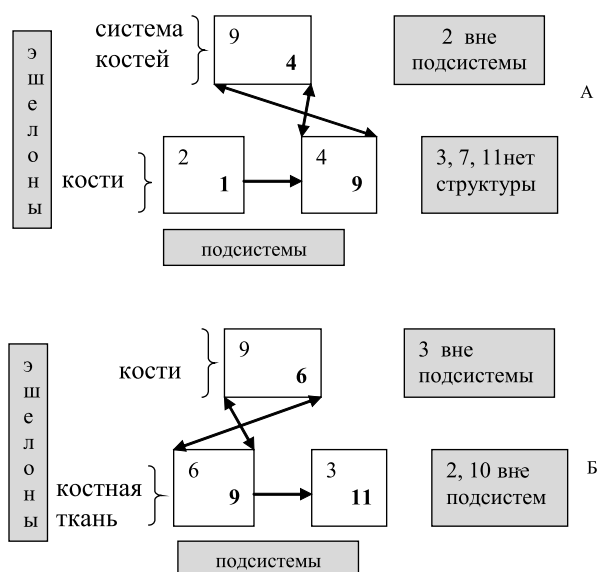 система
костей
9
4
2 вне
подсистемы
А
э
ш
е
л
о
н
ы
кости
2
1
4
9
3, 7, 11нет
структуры
подсистемы
э
ш
е
л
о
н
ы
кости
9
6
3 вне
подсистемы
Б
костная
ткань
6
9
3
11
2, 10 вне
подсистем
подсистемы